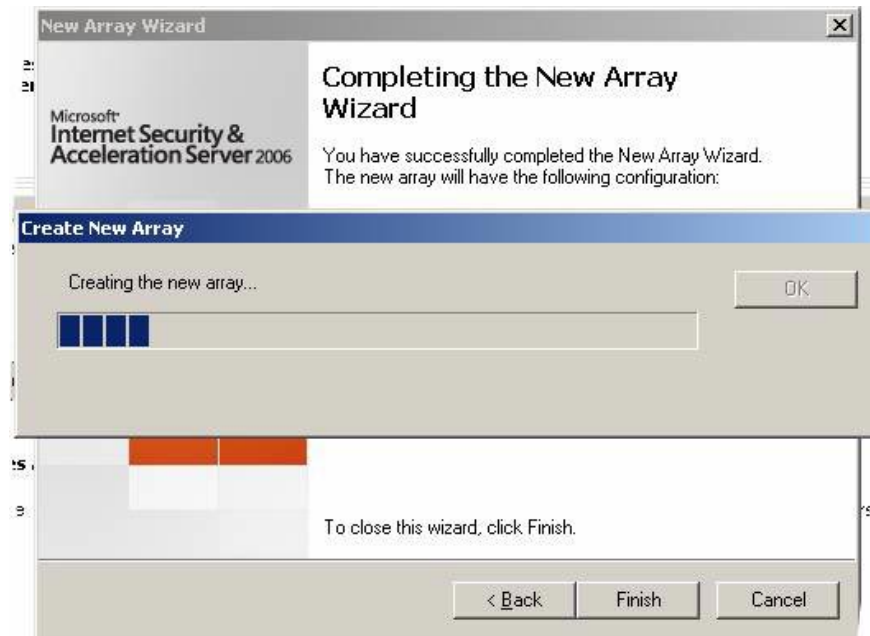 New Array Wizard
Completing the New Array
Wizard
Microsoft
Internet Security &
Acceleration Server 2006
You have successfully completed the New Array Wizard.
The new array will have the following configuration:
Create New Array
Creating the new array...
OK
To close this wizard, click Finish.
< Back
Finish
Cancel